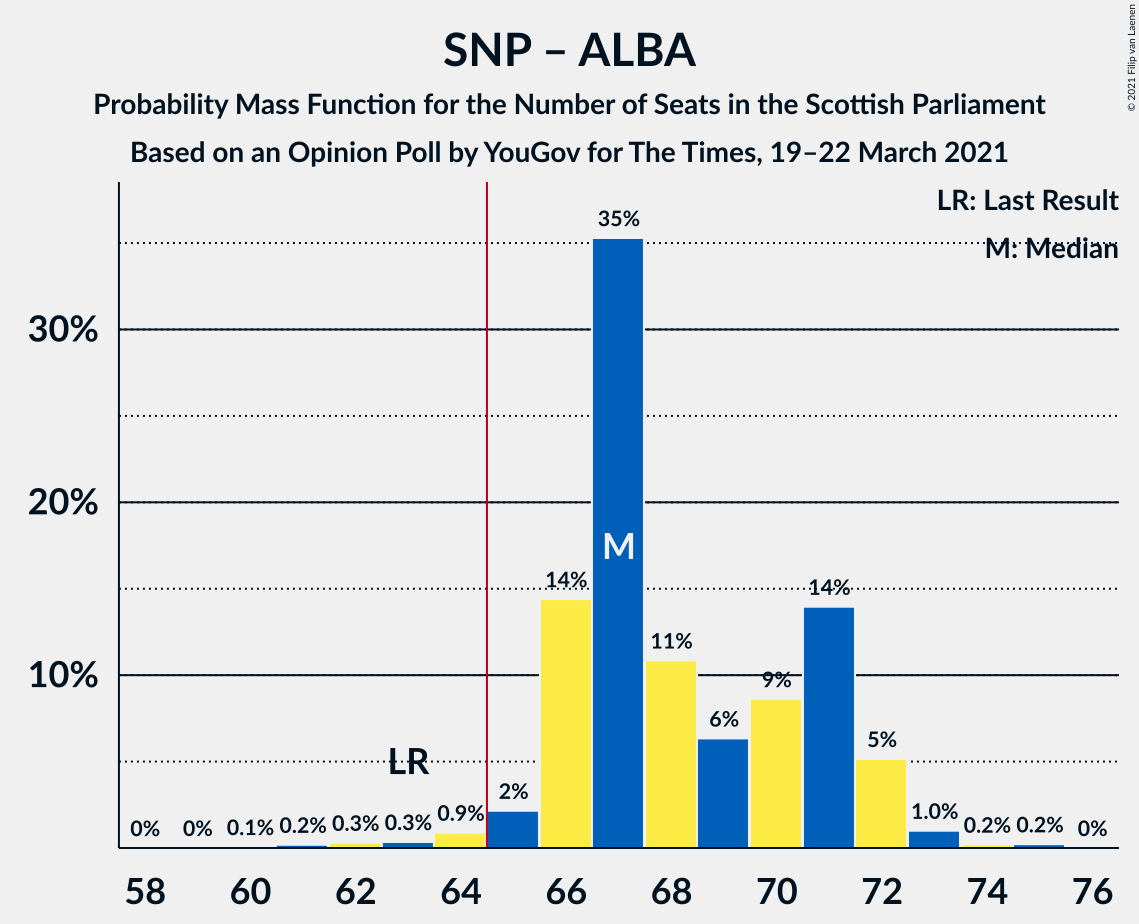 SNP – ALBA
Probability Mass Function for the Number of Seats in the Scottish Parliament
Based on an Opinion Poll by YouGov for The Times, 19–22 March 2021
© 2021 Filip van Laenen
LR: Last Result
M: Median
30%
20%
10%
0% 0% 0.1% 0.2% 0.3% 0.3% 0.9% 2% 14% 35% 11% 6% 9% 14% 5% 1.0% 0.2% 0.2% 0%
LR
M
58 60 62 64 66 68 70 72 74 76